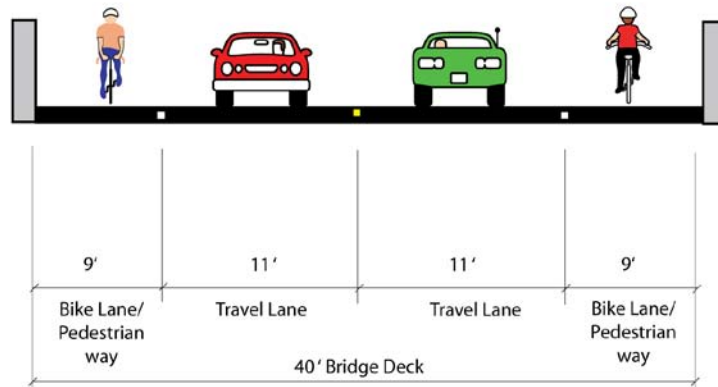 9'
11'
11'
9'
Bike Lane/
Pedestrian
way
Travel Lane
Travel Lane
Bike Lane/
Pedestrian
way
40' Bridge Deck